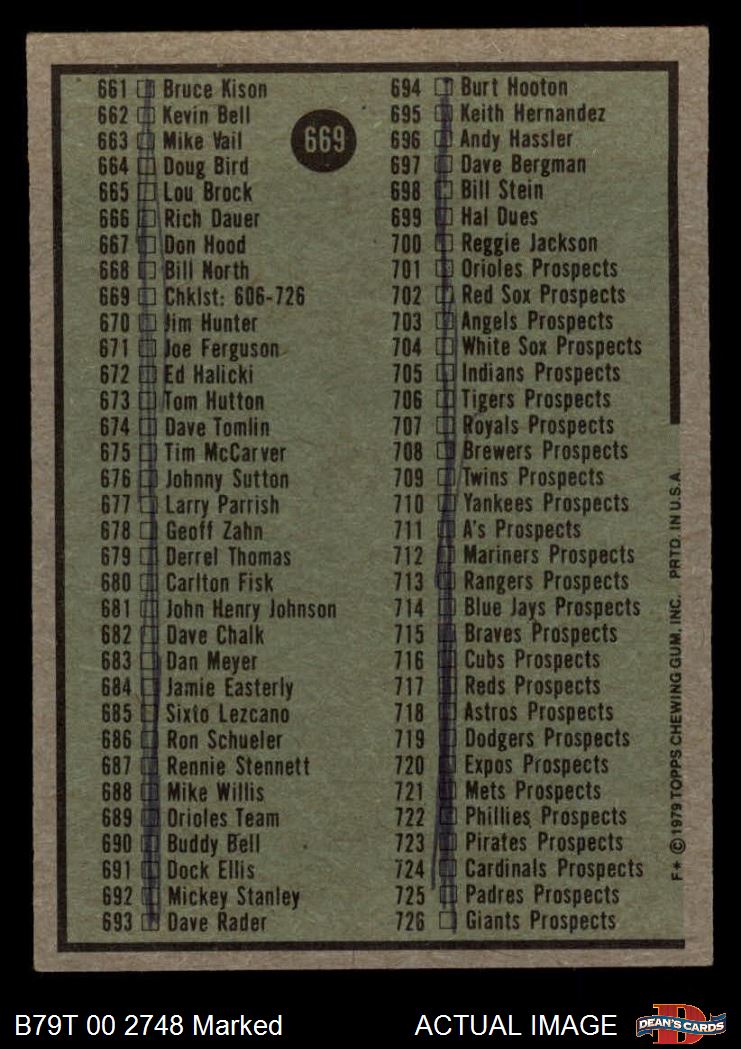 669
661 Bruce Kison
662 Kevin Bell
663 Mike Vail
664 Doug Bird
665 Lou Brock
666 Rich Dauer
667 Don Hood
668 Bill North
669 Chklst: 606-726
670 Jim Hunter
671 Joe Ferguson
672 Ed Halicki
673 Tom Hutton
674 Dave Tomlin
675 Tim McCarver
676 Johnny Sutton
677 Larry Parrish
678 Geoff Zahn
679 Derrel Thomas
680 Carlton Fisk
681 John Henry Johnson
682 Dave Chalk
683 Dan Meyer
684 Jamie Easterly
685 Sixto Lezcano
686 Ron Schueler
687 Rennie Stennett
688 Mike Willis
689 Orioles Team
690 Buddy Bell
691 Dock Ellis
692 Mickey Stanley
693 Dave Rader
694 Burt Hooton
695 Keith Hernandez
696 Andy Hassler
697 Dave Bergman
698 Bill Stein
699 Hal Dues
700 Reggie Jackson
701 Orioles Prospects
702 Red Sox Prospects
703 Angels Prospects
704 White Sox Prospects
705 Indians Prospects
706 Tigers Prospects
707 Royals Prospects
708 Brewers Prospects
709 Twins Prospects
710 Yankees Prospects
711 A's Prospects
712 Mariners Prospects
713 Rangers Prospects
714 Blue Jays Prospects
715 Braves Prospects
716 Cubs Prospects
717 Reds Prospects
718 Astros Prospects
719 Dodgers Prospects
720 Expos Prospects
721 Mets Prospects
722 Phillies Prospects
723 Pirates Prospects
724 Cardinals Prospects
725 Padres Prospects
726 Giants Prospects
F* © 1979 TOPPS CHEWING GUM, INC. PRTD. IN U.S.A.
B79T 00 2748 Marked
ACTUAL IMAGE
DEAN'S CARDS